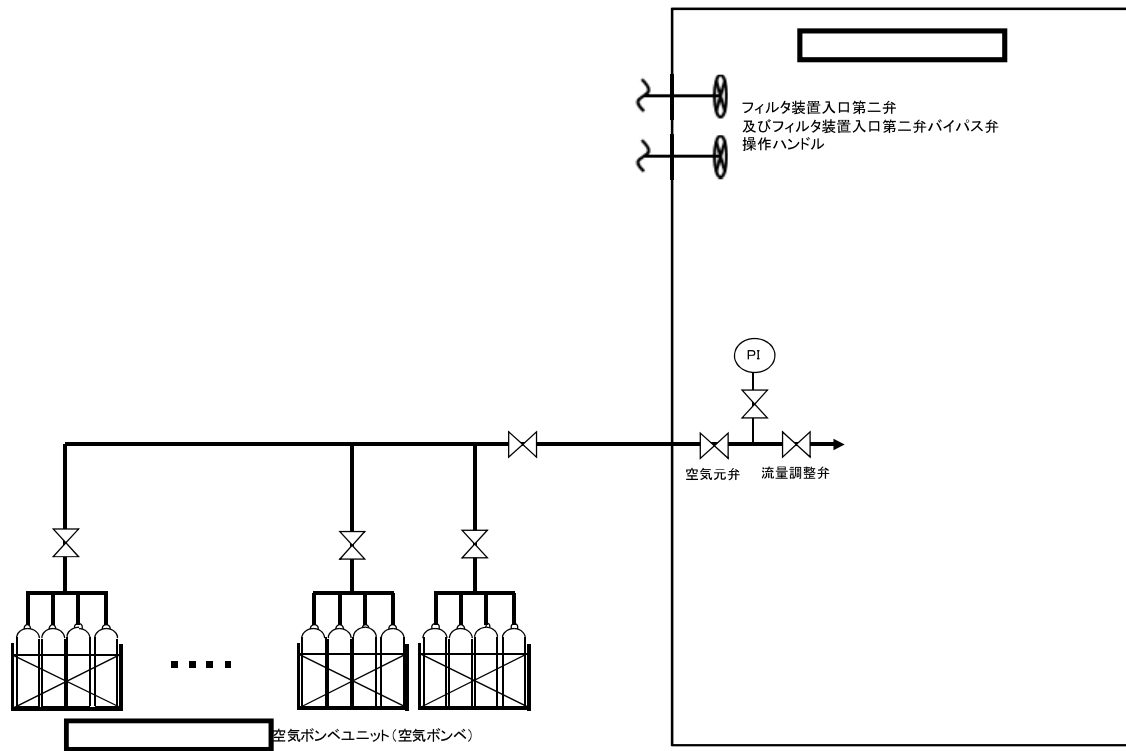 フィルタ装置入口第二弁
及びフィルタ装置入口第二弁バイパス弁
操作ハンドル
PI
空気元弁
流量調整弁
空気ボンベユニット(空気ボンベ)